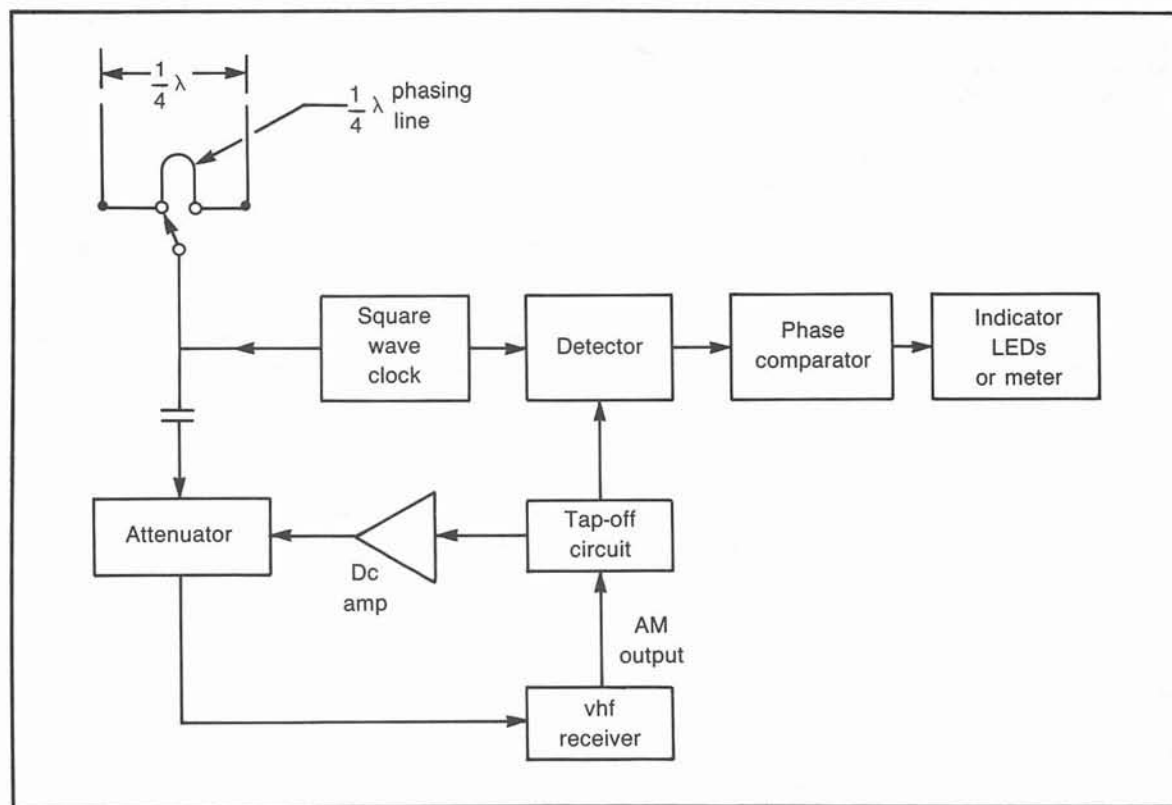 1/4 λ
1/4 λ phasing
line
Square
wave
clock
Detector
Phase
comparator
Indicator
LEDs
or meter
Attenuator
Dc
amp
Tap-off
circuit
AM
output
vhf
receiver